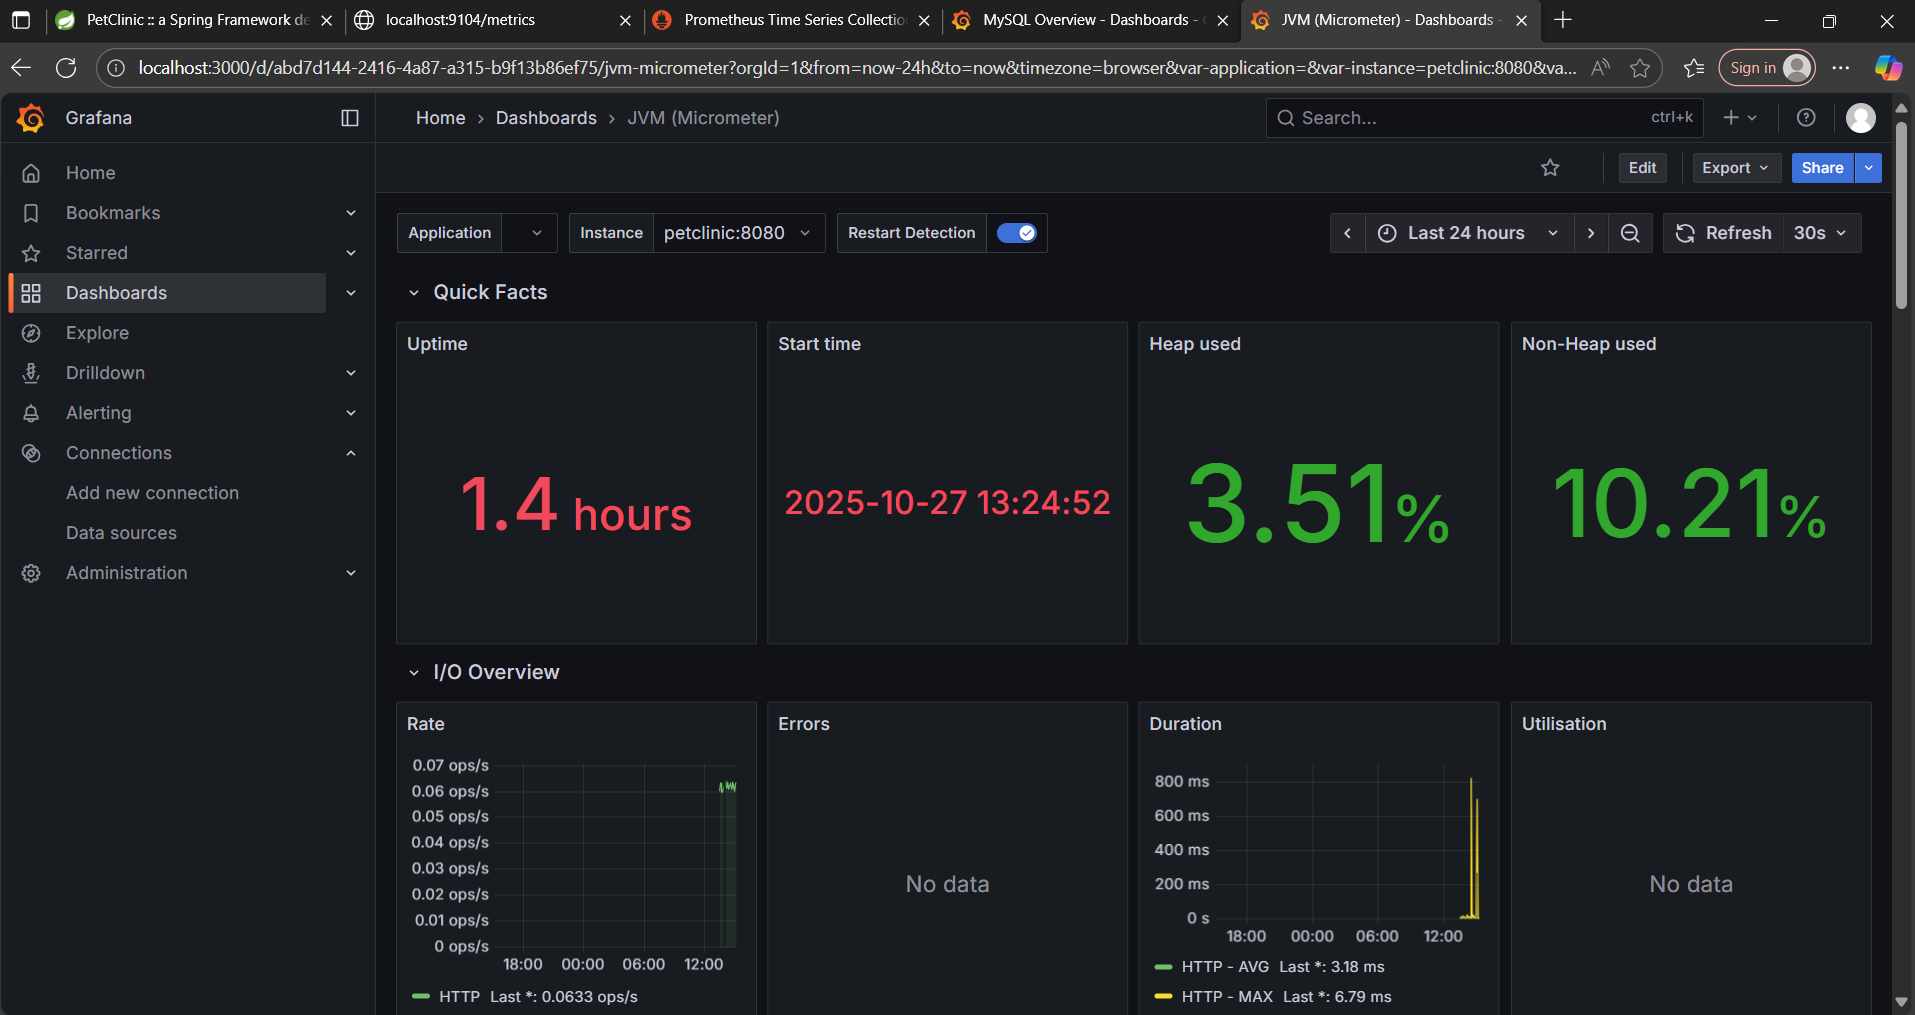 PetClinic :: a Spring Framework de
localhost:9104/metrics
Prometheus Time Series Collectio
MySQL Overview - Dashboards -
JVM (Micrometer) - Dashboards -
localhost:3000/d/abd7d144-2416-4a87-a315-b9f13b86ef75/jvm-micrometer?orgId=1&from=now-24h&to=now&timezone=browser&var-application=&var-instance=petclinic:8080&va...
Sign in
Grafana
Home › Dashboards › JVM (Micrometer)
Search...
ctrl+k
Home
Bookmarks
Starred
Dashboards
Explore
Drilldown
Alerting
Connections
Add new connection
Data sources
Administration
Edit
Export
Share
Application
Instance
petclinic:8080
Restart Detection
Last 24 hours
Refresh
30s
Quick Facts
Uptime
1.4 hours
Start time
2025-10-27 13:24:52
Heap used
3.51%
Non-Heap used
10.21%
I/O Overview
Rate
0.07 ops/s
0.06 ops/s
0.05 ops/s
0.04 ops/s
0.03 ops/s
0.02 ops/s
0.01 ops/s
0 ops/s
18:00 00:00 06:00 12:00
HTTP Last *: 0.0633 ops/s
Errors
No data
Duration
800 ms
600 ms
400 ms
200 ms
0 s
18:00 00:00 06:00 12:00
HTTP - AVG Last *: 3.18 ms
HTTP - MAX Last *: 6.79 ms
Utilisation
No data